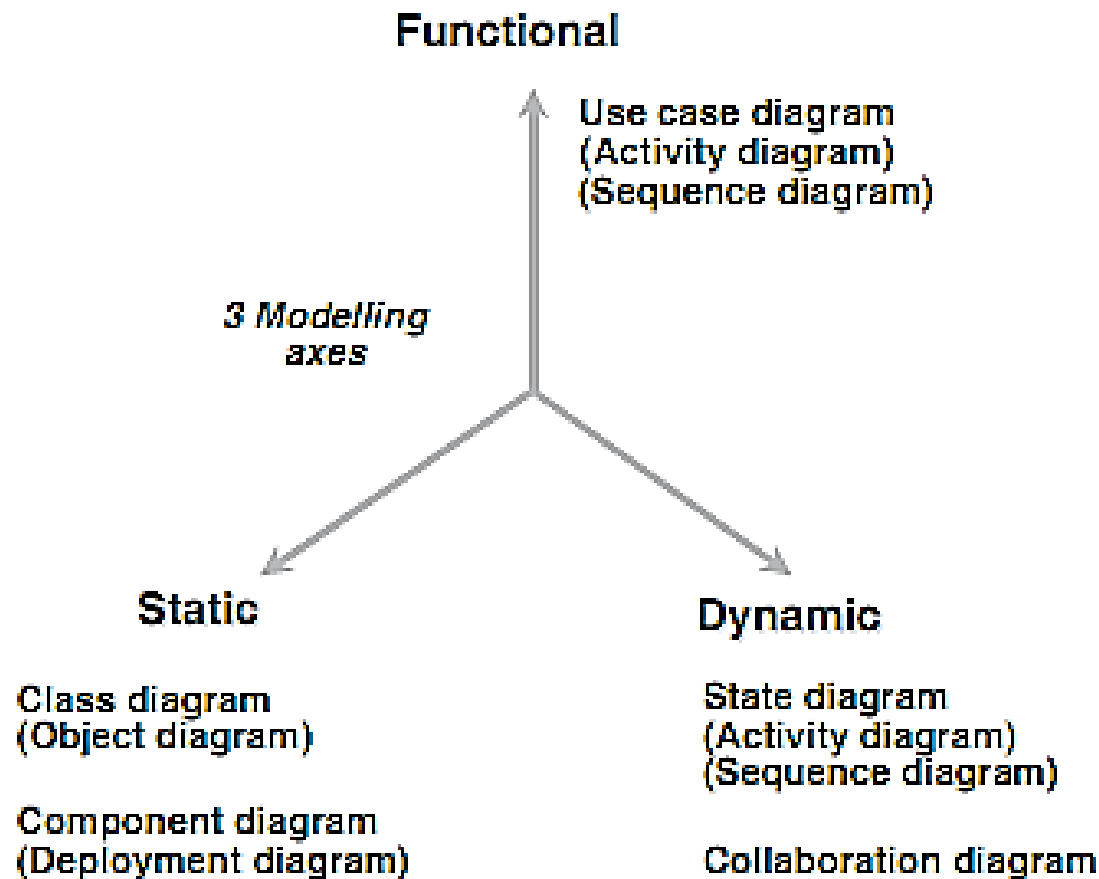 Functional
Use case diagram
(Activity diagram)
(Sequence diagram)
3 Modelling
axes
Static
Class diagram
(Object diagram)
Component diagram
(Deployment diagram)
Dynamic
State diagram
(Activity diagram)
(Sequence diagram)
Collaboration diagram